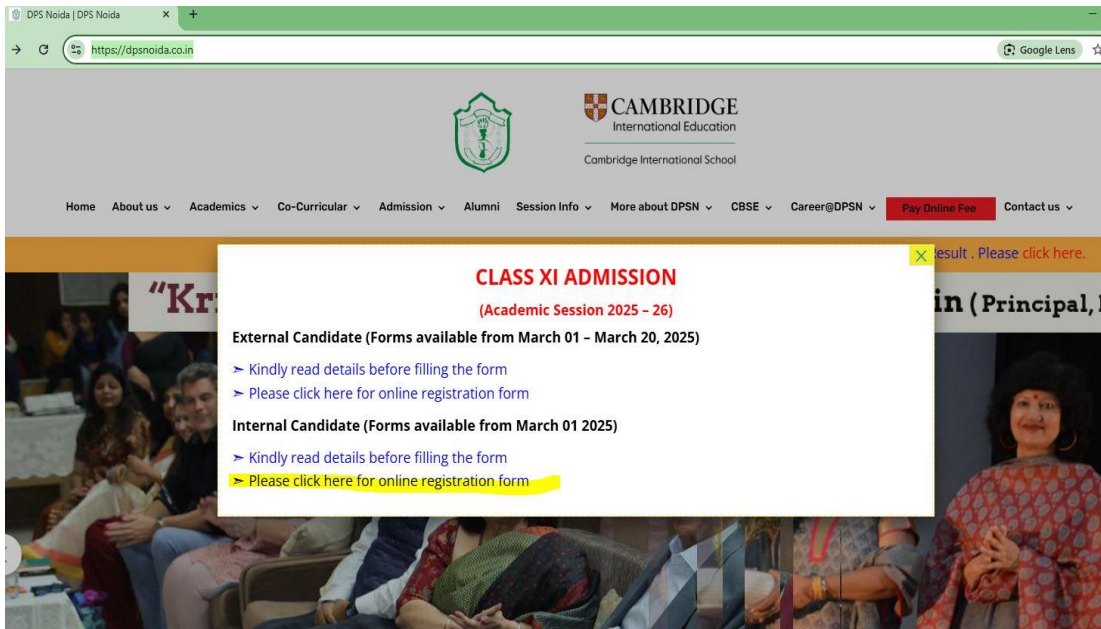 DPS Noida | DPS Noida
https://dpsnoida.co.in
Google Lens
CAMBRIDGE
International Education
Cambridge International School
Home About us Academics Co-Curricular Admission Alumni Session Info More about DPSN CBSE Career@DPSN Pay Online Fee Contact us
Result . Please click here.
"Kr
in ( Principal,
CLASS XI ADMISSION
(Academic Session 2025 – 26)
External Candidate (Forms available from March 01 – March 20, 2025)
➣ Kindly read details before filling the form
➣ Please click here for online registration form
Internal Candidate (Forms available from March 01 2025)
➣ Kindly read details before filling the form
➣ Please click here for online registration form